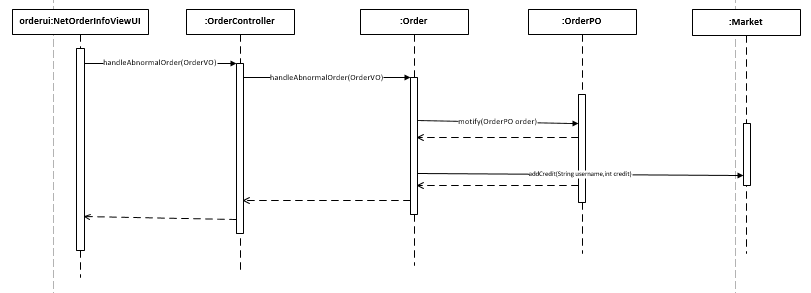 orderui:NetOrderInfoViewUI
:OrderController
:Order
:OrderPO
:Market
handleAbnormalOrder(OrderVO)
handleAbnormalOrder(OrderVO)
motify(OrderPO order)
addCredit(String username,int credit)